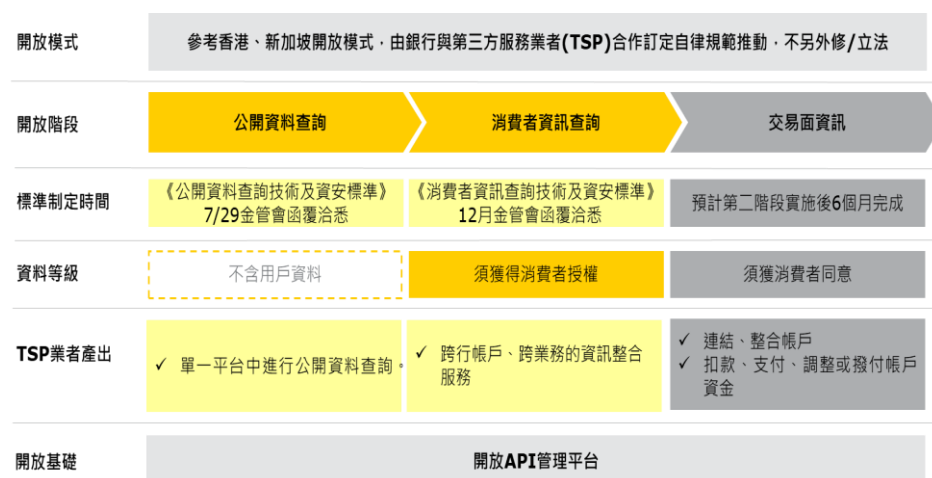 開放模式
參考香港、新加坡開放模式，由銀行與第三方服務業者(TSP)合作訂定自律規範推動，不另外修/立法
開放階段
公開資料查詢
消費者資訊查詢
交易面資訊
標準制定時間
《公開資料查詢技術及資安標準》
7/29金管會函覆洽悉
《消費者資訊查詢技術及資安標準》
12月金管會函覆洽悉
預計第二階段實施後6個月完成
資料等級
不含用戶資料
須獲得消費者授權
須獲消費者同意
TSP業者產出
✓ 單一平台中進行公開資料查詢。
✓ 跨行帳戶、跨業務的資訊整合
服務
✓ 連結、整合帳戶
✓ 扣款、支付、調整或撥付帳戶
資金
開放基礎
開放API管理平台